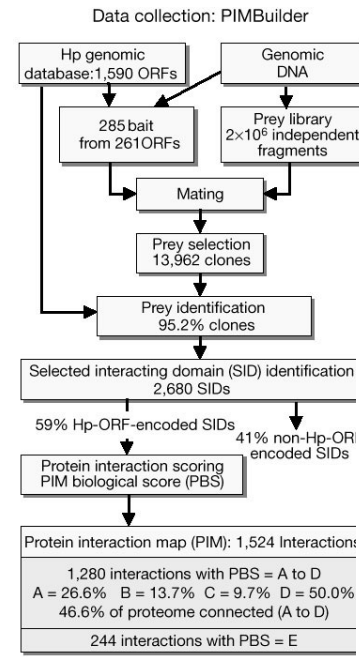 Data collection: PIMBuilder
Hp genomic
database:1,590 ORFs
Genomic
DNA
285 bait
from 261ORFs
Prey library
2×10⁶ independent
fragments
Mating
Prey selection
13,962 clones
Prey identification
95.2% clones
Selected interacting domain (SID) identification
2,680 SIDs
59% Hp-ORF-encoded SIDs
41% non-Hp-ORF
encoded SIDs
Protein interaction scoring
PIM biological score (PBS)
Protein interaction map (PIM): 1,524 Interactions
1,280 interactions with PBS = A to D
A = 26.6% B = 13.7% C = 9.7% D = 50.0%
46.6% of proteome connected (A to D)
244 interactions with PBS = E